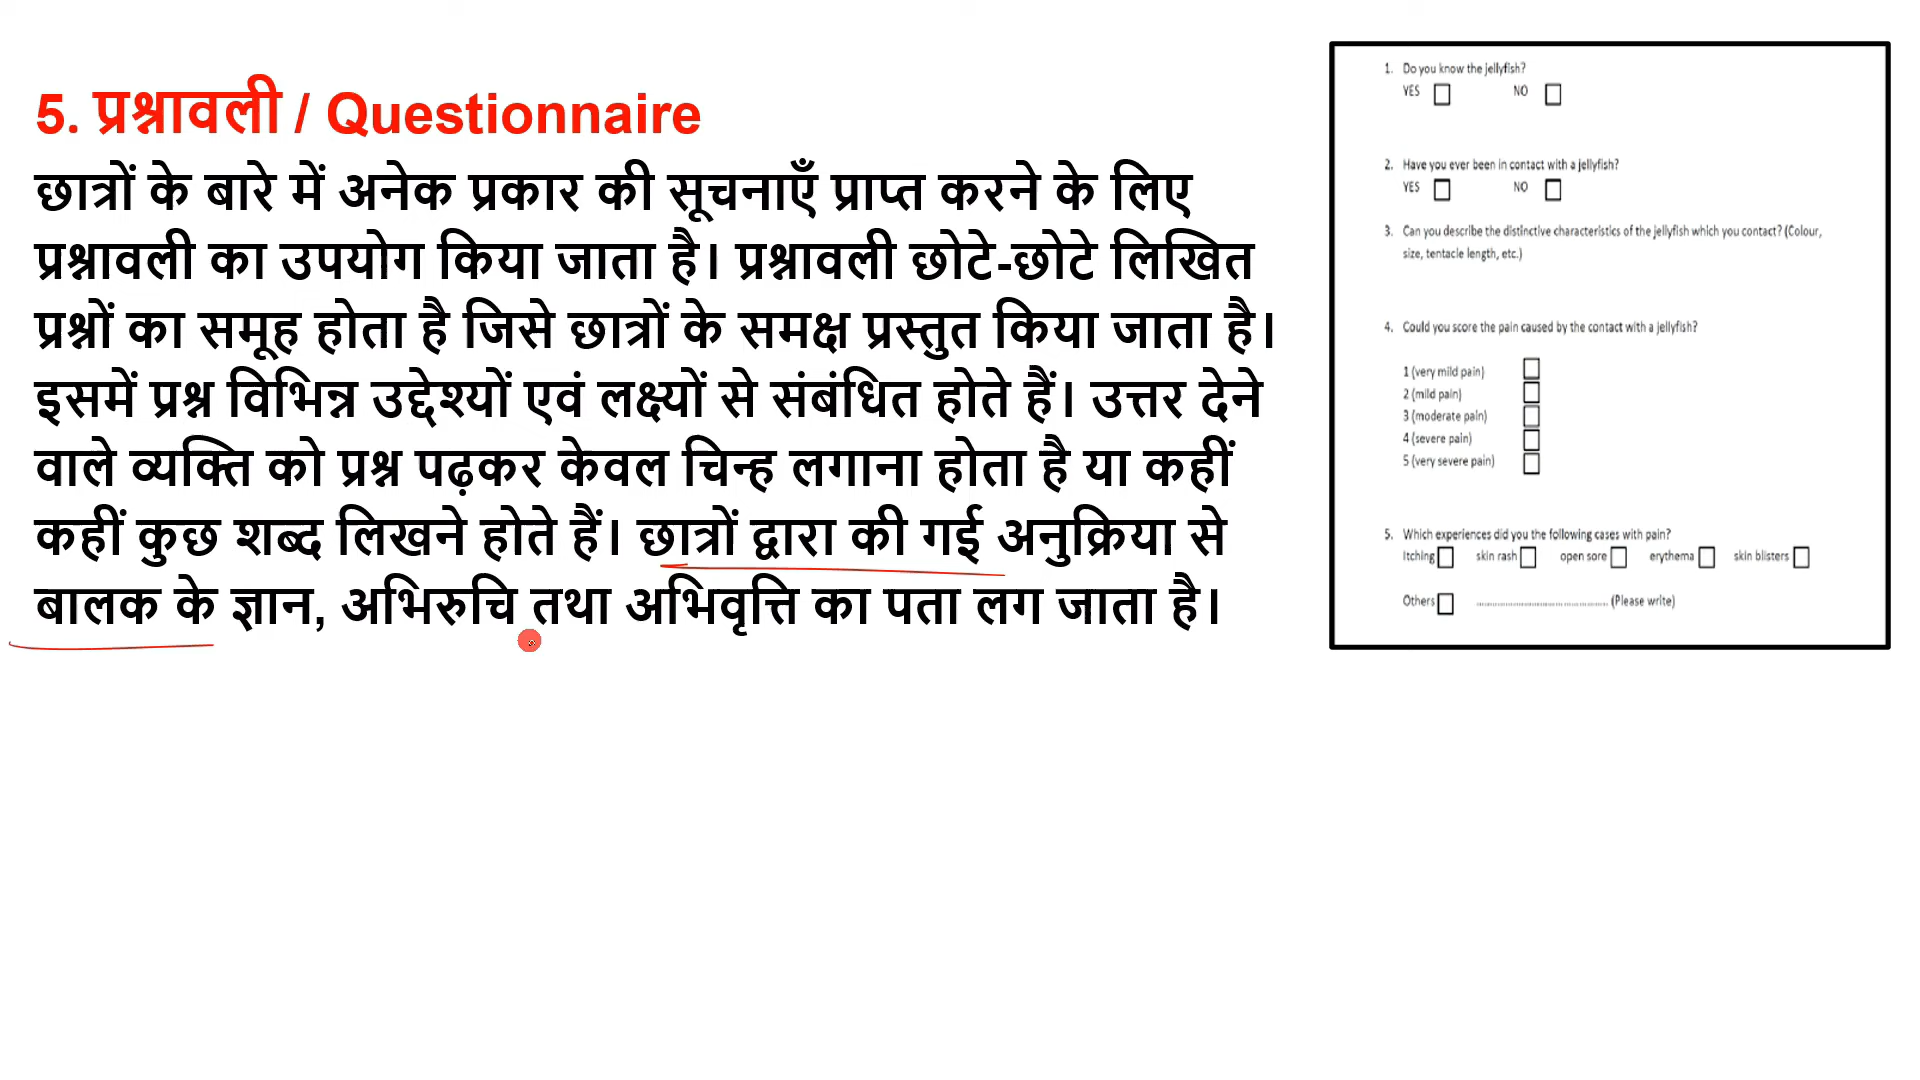 5. प्रश्नावली / Questionnaire
छात्रों के बारे में अनेक प्रकार की सूचनाएँ प्राप्त करने के लिए
प्रश्नावली का उपयोग किया जाता है। प्रश्नावली छोटे-छोटे लिखित
प्रश्नों का समूह होता है जिसे छात्रों के समक्ष प्रस्तुत किया जाता है।
इसमें प्रश्न विभिन्न उद्देश्यों एवं लक्ष्यों से संबंधित होते हैं। उत्तर देने
वाले व्यक्ति को प्रश्न पढ़कर केवल चिन्ह लगाना होता है या कहीं
कहीं कुछ शब्द लिखने होते हैं। छात्रों द्वारा की गई अनुक्रिया से
बालक के ज्ञान, अभिरुचि तथा अभिवृत्ति का पता लग जाता है।
1. Do you know the jellyfish?
YES NO
2. Have you ever been in contact with a jellyfish?
YES NO
3. Can you describe the distinctive characteristics of the jellyfish which you contact? (Colour,
size, tentacle length, etc.)
4. Could you score the pain caused by the contact with a jellyfish?
1 (very mild pain)
2 (mild pain)
3 (moderate pain)
4 (severe pain)
5 (very severe pain)
5. Which experiences did you the following cases with pain?
Itching skin rash open sore erythema skin blisters
Others ........................................ (Please write)